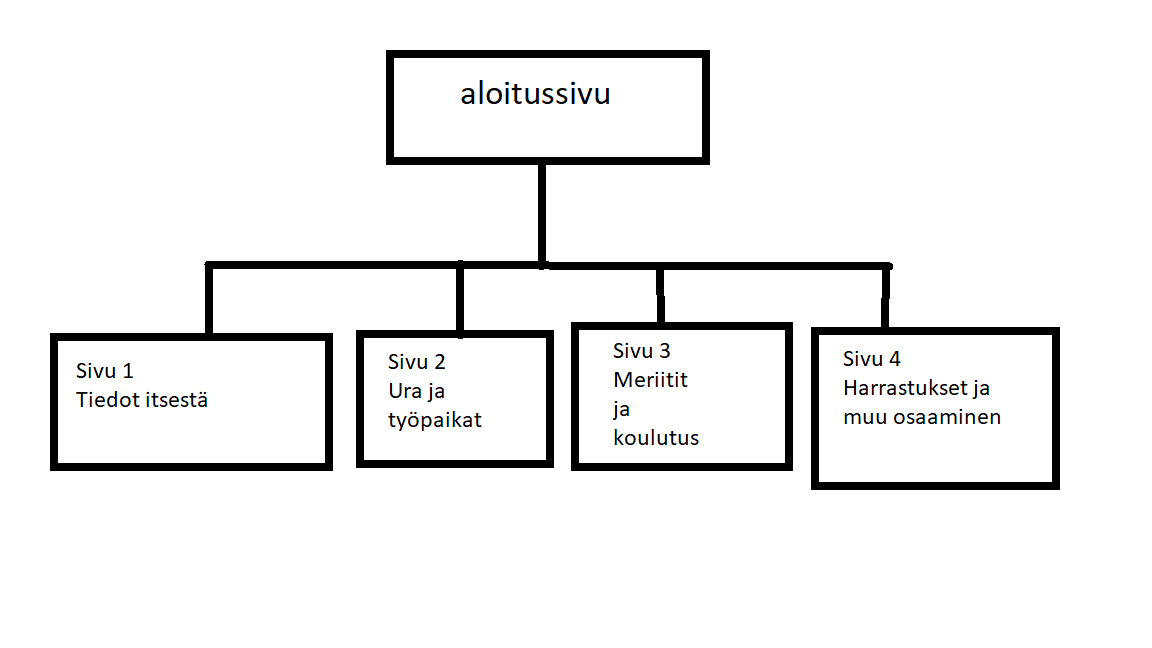 aloitussivu
Sivu 1
Tiedot itsestä
Sivu 2
Ura ja
työpaikat
Sivu 3
Meriitit
ja
koulutus
Sivu 4
Harrastukset ja
muu osaaminen